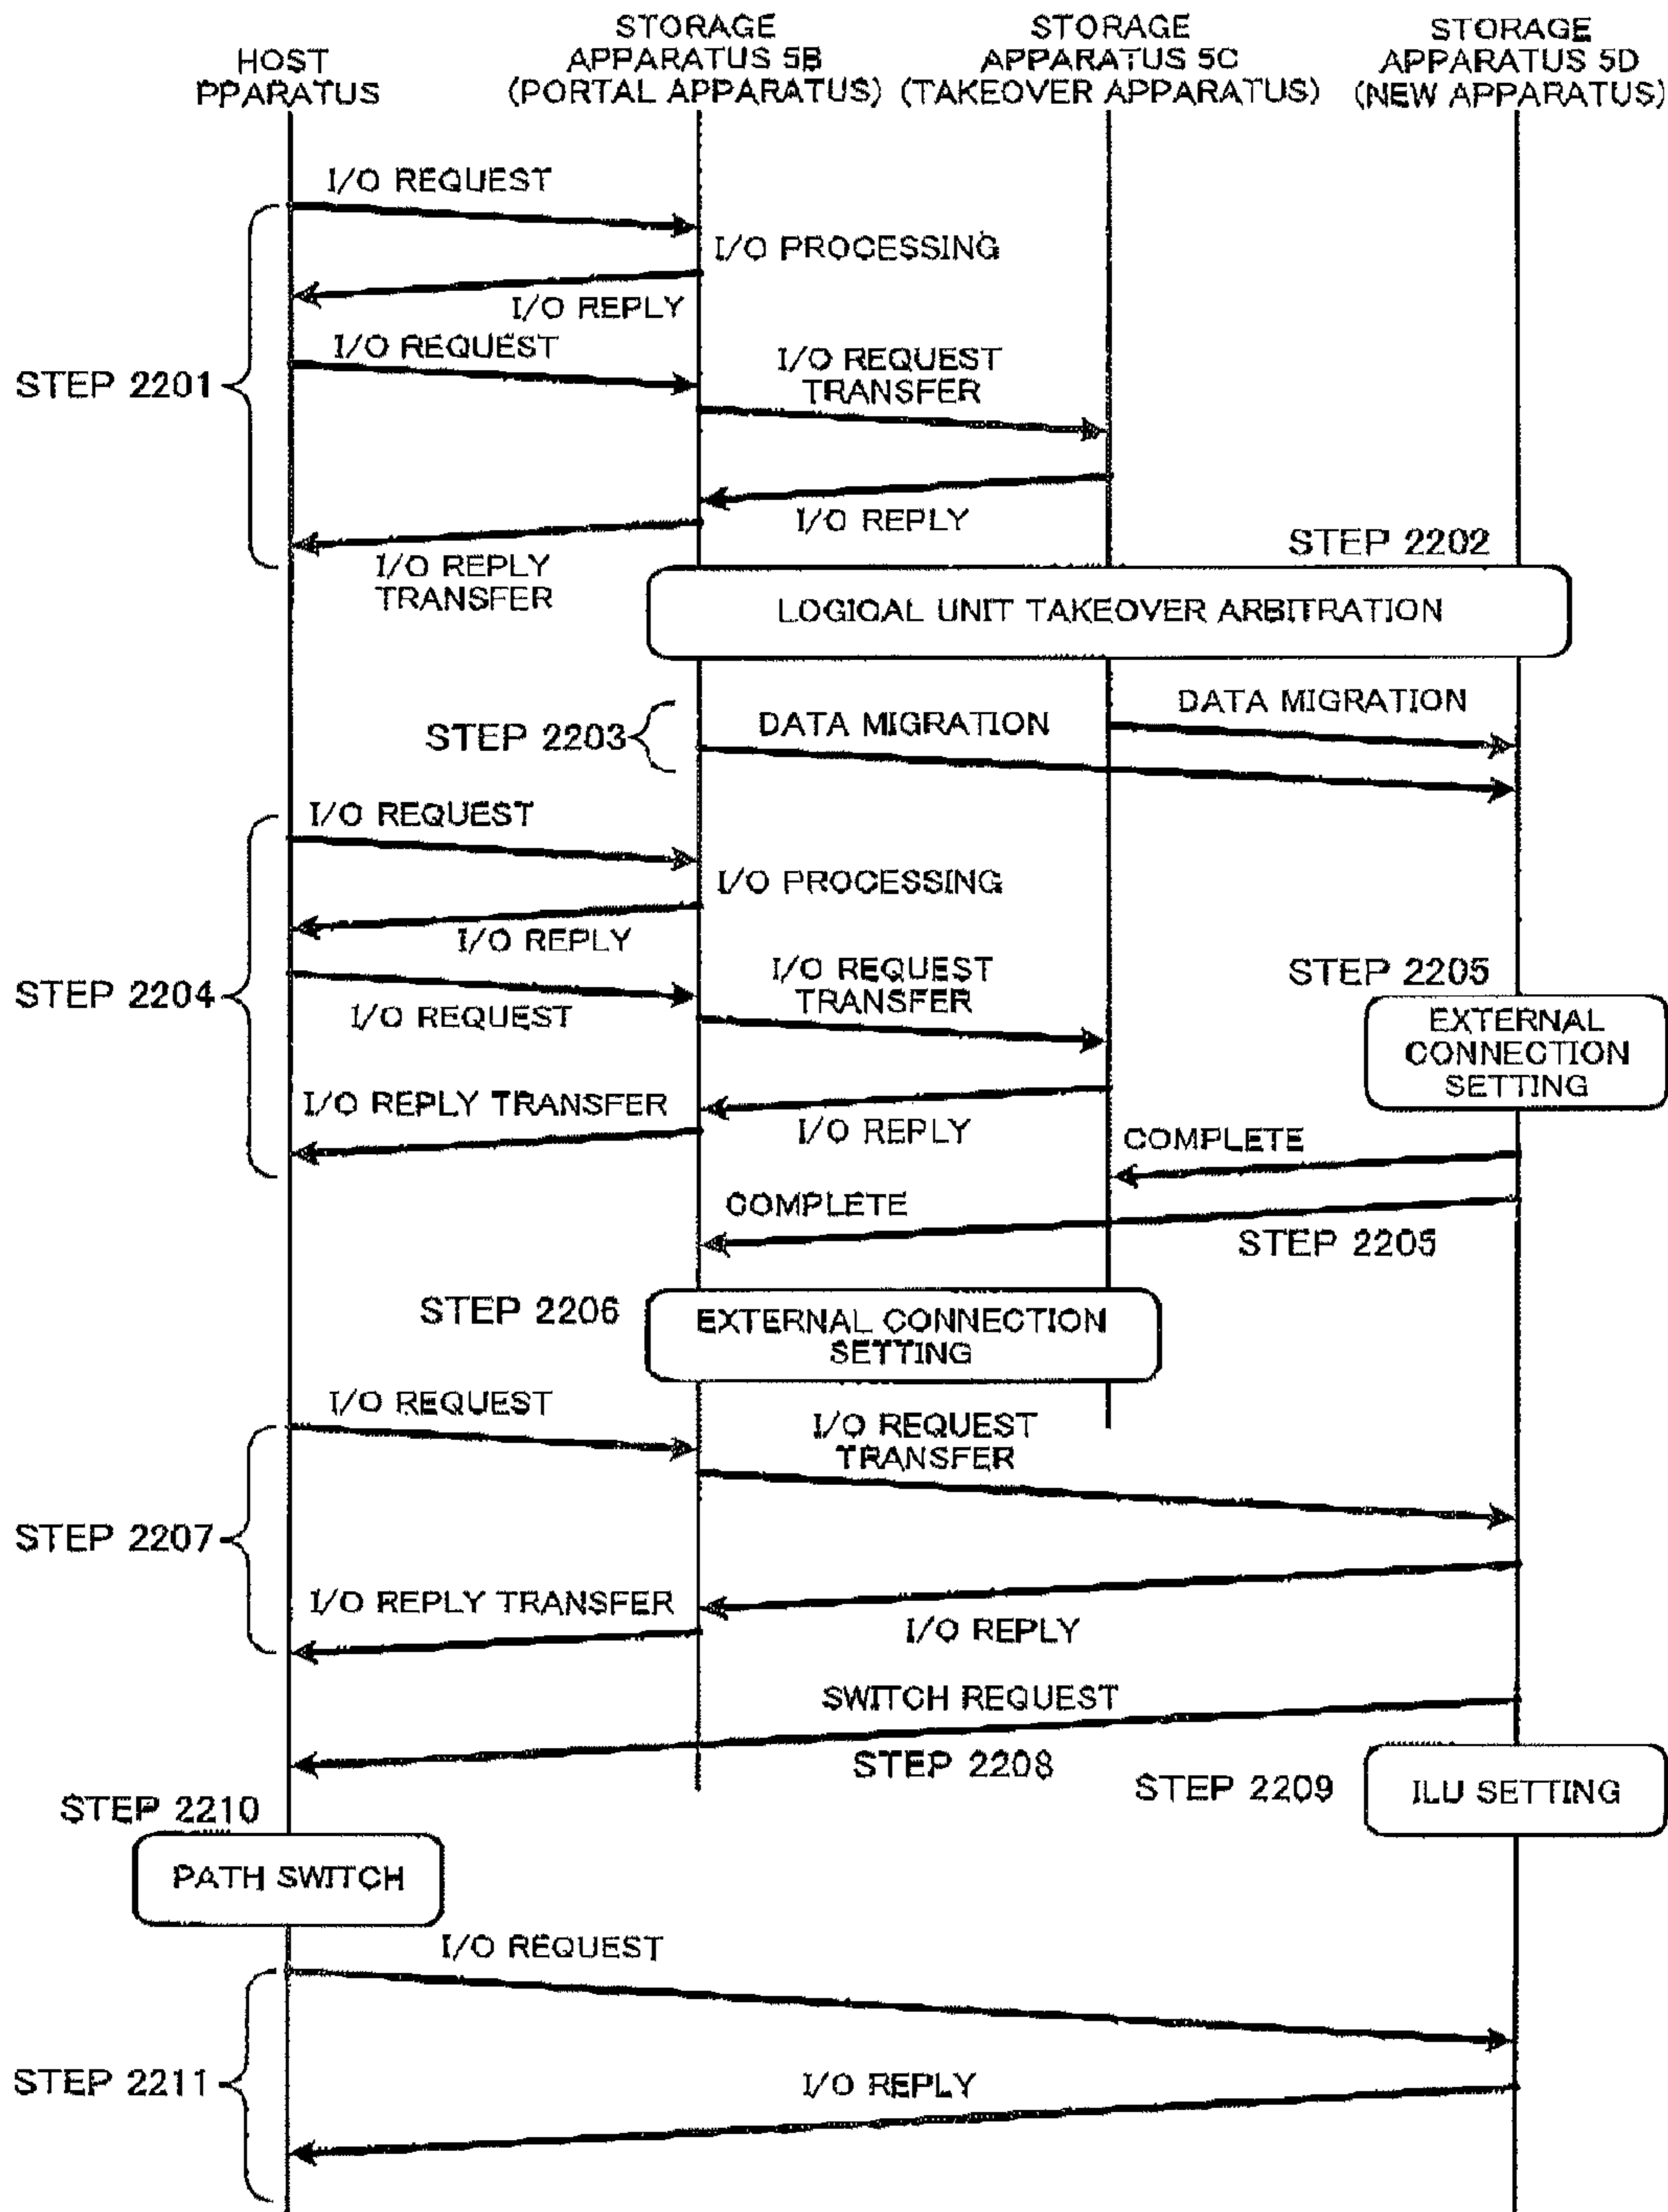 HOST
PPARATUS
STORAGE
APPARATUS 5B
(PORTAL APPARATUS)
STORAGE
APPARATUS 5C
(TAKEOVER APPARATUS)
STORAGE
APPARATUS 5D
(NEW APPARATUS)
I/O REQUEST
I/O PROCESSING
I/O REPLY
I/O REQUEST
I/O REQUEST
TRANSFER
STEP 2201
I/O REPLY
I/O REPLY
TRANSFER
STEP 2202
LOGICAL UNIT TAKEOVER ARBITRATION
DATA MIGRATION
STEP 2203
DATA MIGRATION
I/O REQUEST
I/O PROCESSING
I/O REPLY
I/O REQUEST
TRANSFER
STEP 2204
I/O REQUEST
STEP 2205
EXTERNAL
CONNECTION
SETTING
I/O REPLY TRANSFER
I/O REPLY
COMPLETE
COMPLETE
STEP 2205
STEP 2206
EXTERNAL CONNECTION
SETTING
I/O REQUEST
I/O REQUEST
TRANSFER
STEP 2207
I/O REPLY TRANSFER
I/O REPLY
SWITCH REQUEST
STEP 2208
STEP 2209
ILU SETTING
STEP 2210
PATH SWITCH
I/O REQUEST
STEP 2211
I/O REPLY